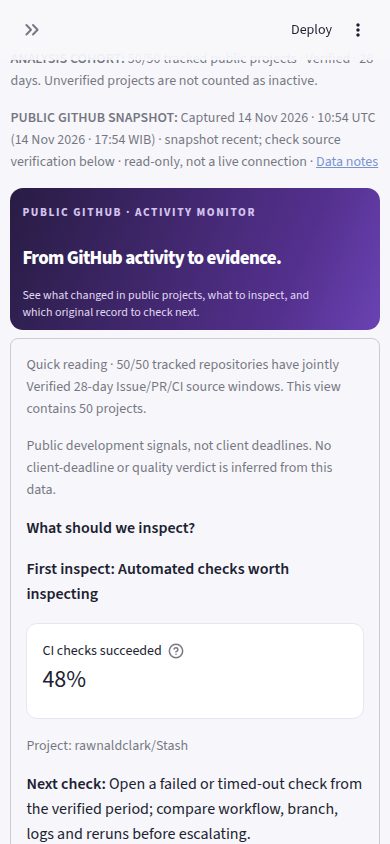 Deploy
ANALYSIS COHORT: 50/50 tracked public projects · verified · 28
days. Unverified projects are not counted as inactive.
PUBLIC GITHUB SNAPSHOT: Captured 14 Nov 2026 · 10:54 UTC
(14 Nov 2026 · 17:54 WIB) · snapshot recent; check source
verification below · read-only, not a live connection · Data notes
PUBLIC GITHUB · ACTIVITY MONITOR
From GitHub activity to evidence.
See what changed in public projects, what to inspect, and
which original record to check next.
Quick reading · 50/50 tracked repositories have jointly
Verified 28-day Issue/PR/CI source windows. This view
contains 50 projects.
Public development signals, not client deadlines. No
client-deadline or quality verdict is inferred from this
data.
What should we inspect?
First inspect: Automated checks worth
inspecting
CI checks succeeded
48%
Project: rawnaldclark/Stash
Next check: Open a failed or timed-out check from
the verified period; compare workflow, branch,
logs and reruns before escalating.